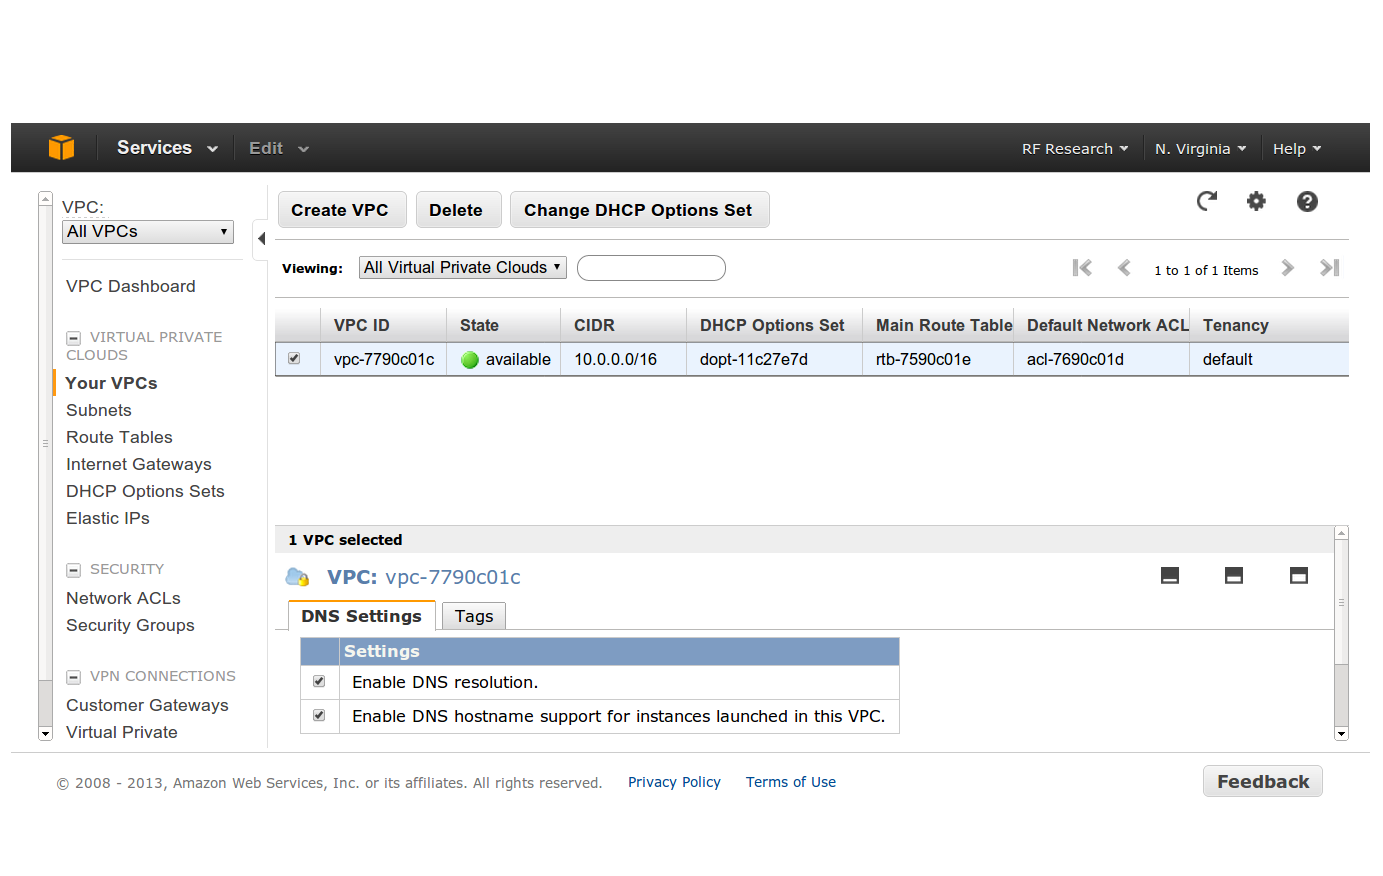 Services Edit RF Research N. Virginia Help
VPC:
All VPCs
VPC Dashboard
VIRTUAL PRIVATE
CLOUDS
Your VPCs
Subnets
Route Tables
Internet Gateways
DHCP Options Sets
Elastic IPs
SECURITY
Network ACLs
Security Groups
VPN CONNECTIONS
Customer Gateways
Virtual Private
Create VPC Delete Change DHCP Options Set
Viewing: All Virtual Private Clouds 1 to 1 of 1 Items
VPC ID State CIDR DHCP Options Set Main Route Table Default Network ACL Tenancy
vpc-7790c01c available 10.0.0.0/16 dopt-11c27e7d rtb-7590c01e acl-7690c01d default
1 VPC selected
VPC: vpc-7790c01c
DNS Settings Tags
Settings
Enable DNS resolution.
Enable DNS hostname support for instances launched in this VPC.
© 2008 - 2013, Amazon Web Services, Inc. or its affiliates. All rights reserved. Privacy Policy Terms of Use Feedback